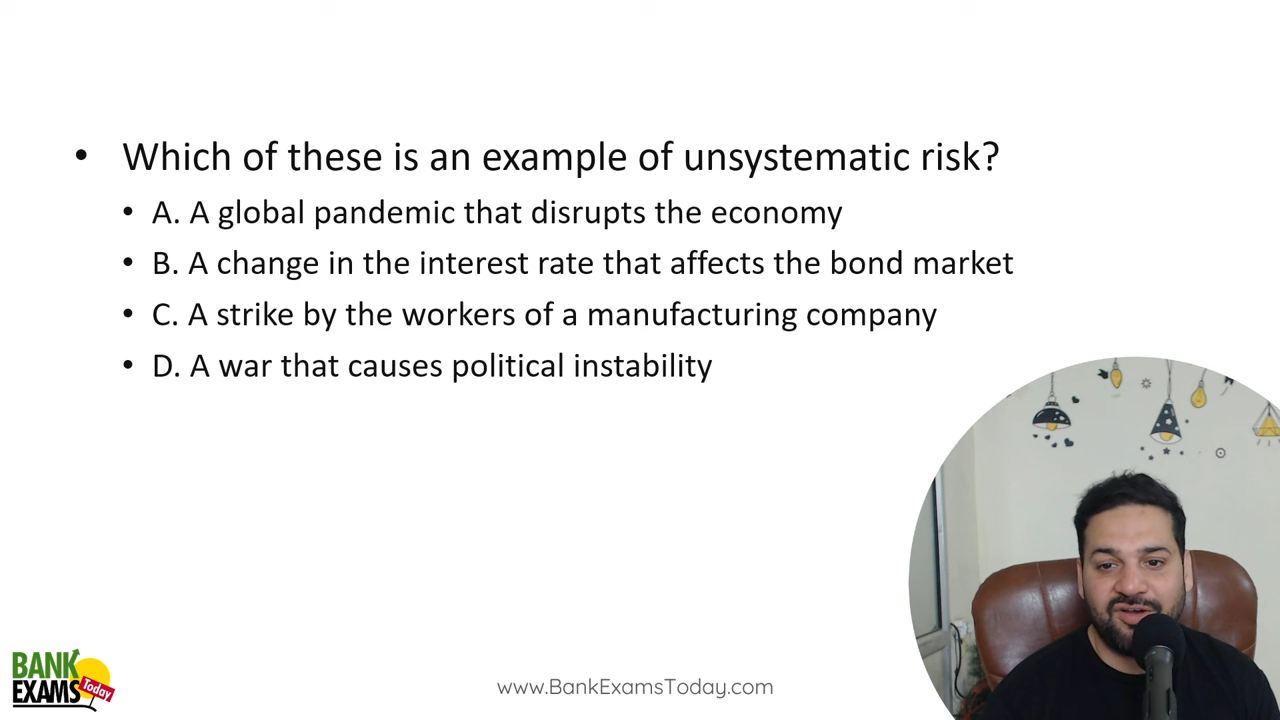 • Which of these is an example of unsystematic risk?
• A. A global pandemic that disrupts the economy
• B. A change in the interest rate that affects the bond market
• C. A strike by the workers of a manufacturing company
• D. A war that causes political instability
BANK
EXAMS
Today
www.BankExamsToday.com